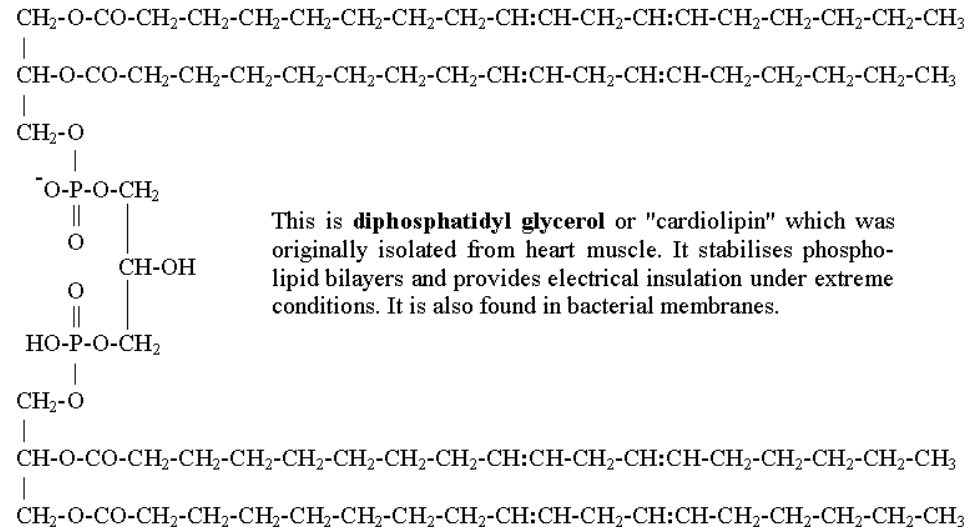 CH₂-O-CO-CH₂-CH₂-CH₂-CH₂-CH₂-CH₂-CH₂-CH:CH-CH₂-CH:CH-CH₂-CH₂-CH₂-CH₂-CH₃
|
CH-O-CO-CH₂-CH₂-CH₂-CH₂-CH₂-CH₂-CH₂-CH:CH-CH₂-CH:CH-CH₂-CH₂-CH₂-CH₂-CH₃
|
CH₂-O
|
⁻O-P-O-CH₂
||
O
CH-OH
O
||
HO-P-O-CH₂
|
CH₂-O
|
CH-O-CO-CH₂-CH₂-CH₂-CH₂-CH₂-CH₂-CH₂-CH:CH-CH₂-CH:CH-CH₂-CH₂-CH₂-CH₂-CH₃
|
CH₂-O-CO-CH₂-CH₂-CH₂-CH₂-CH₂-CH₂-CH₂-CH:CH-CH₂-CH:CH-CH₂-CH₂-CH₂-CH₂-CH₃
This is diphosphatidyl glycerol or "cardiolipin" which was
originally isolated from heart muscle. It stabilises phospho-
lipid bilayers and provides electrical insulation under extreme
conditions. It is also found in bacterial membranes.